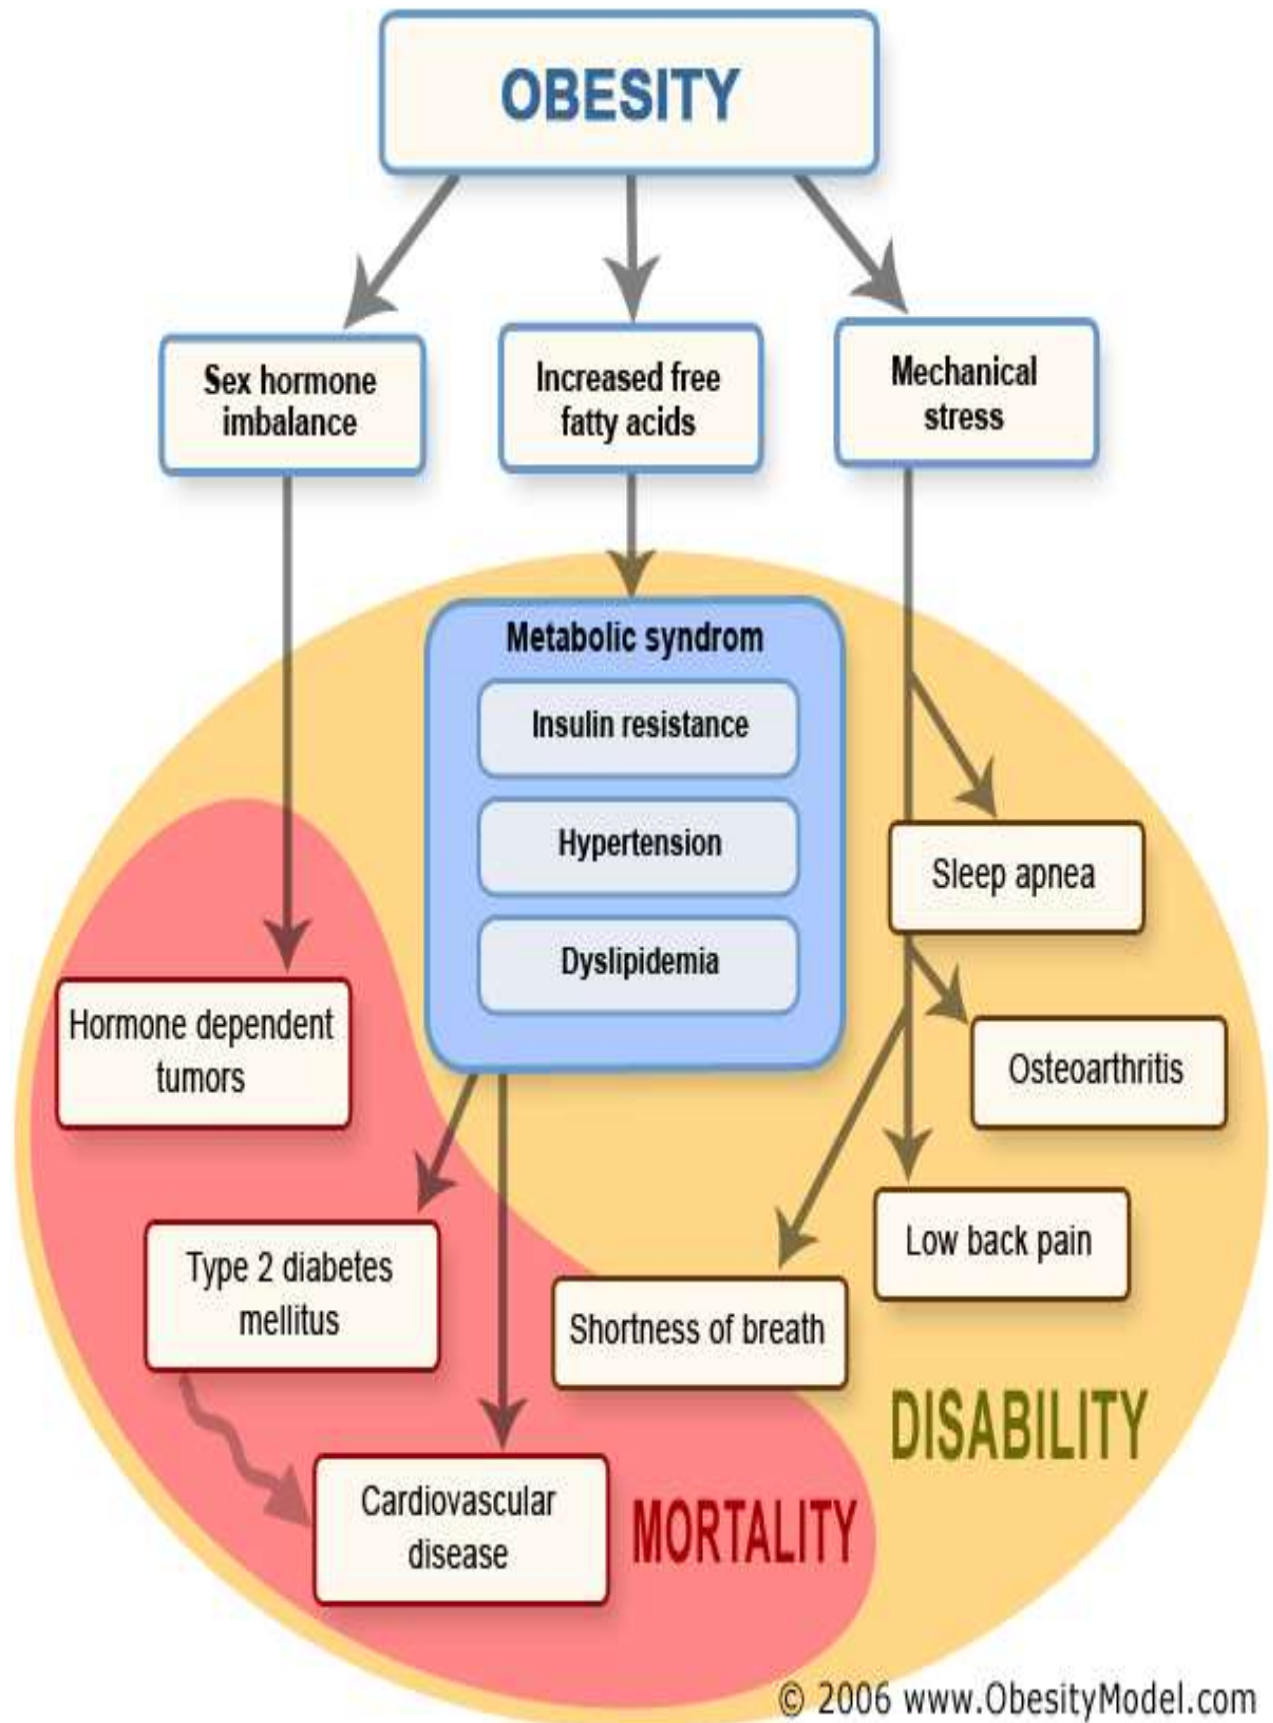 OBESITY
Sex hormone
imbalance
Increased free
fatty acids
Mechanical
stress
Metabolic syndrom
Insulin resistance
Hypertension
Dyslipidemia
Sleep apnea
Hormone dependent
tumors
Osteoarthritis
Type 2 diabetes
mellitus
Low back pain
Shortness of breath
DISABILITY
Cardiovascular
disease
MORTALITY
© 2006 www.ObesityModel.com